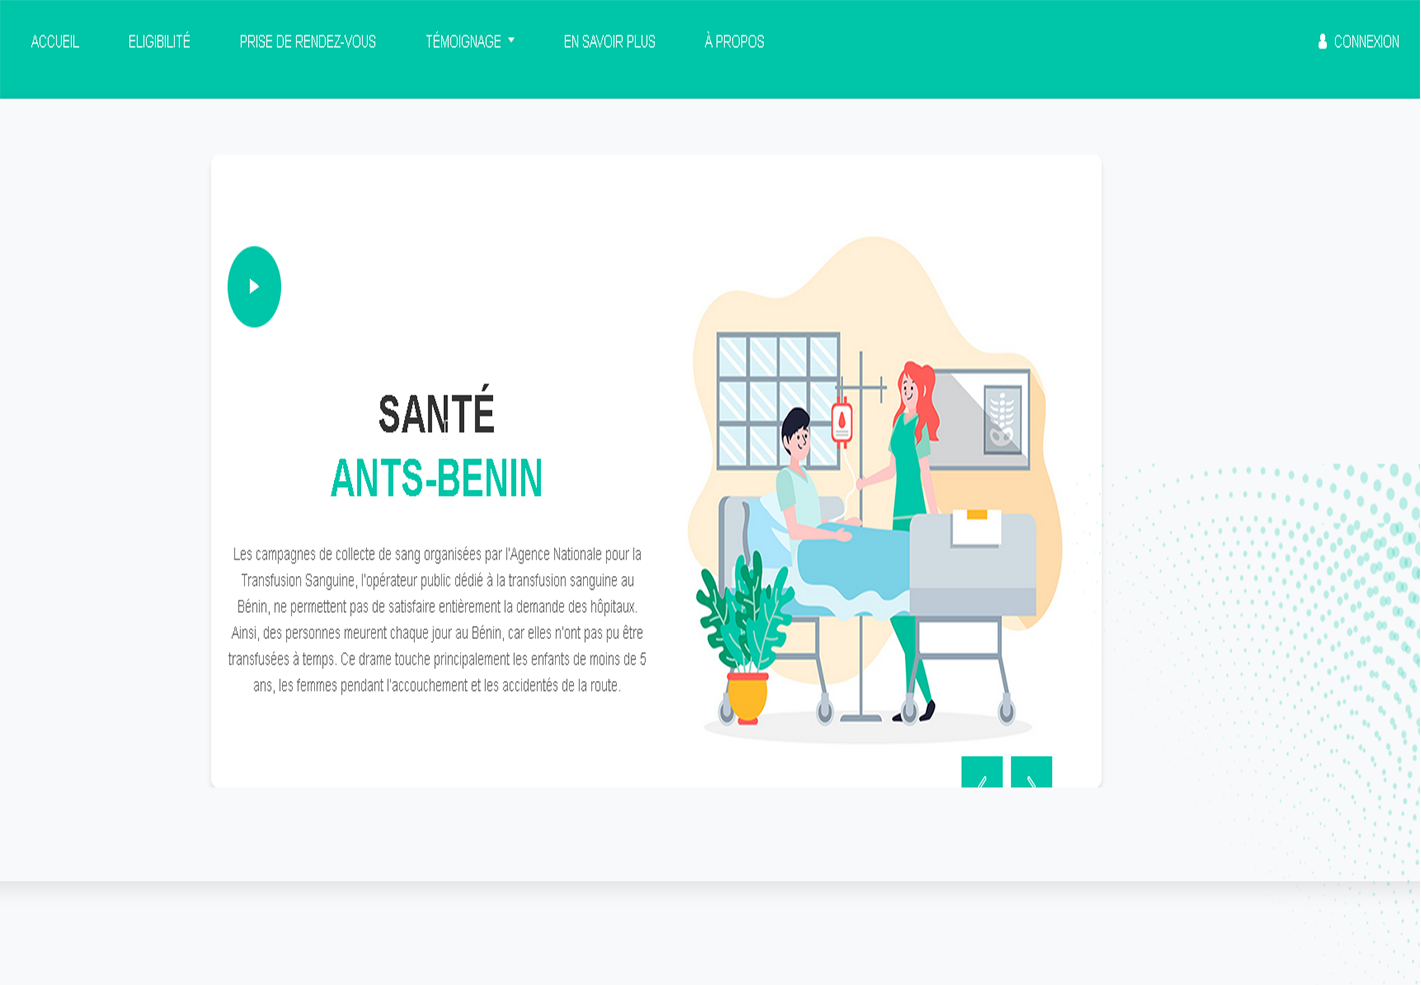 ACCUEIL ELIGIBILITÉ PRISE DE RENDEZ-VOUS TÉMOIGNAGE EN SAVOIR PLUS À PROPOS CONNEXION
SANTÉ
ANTS-BENIN
Les campagnes de collecte de sang organisées par l'Agence Nationale pour la
Transfusion Sanguine, l'opérateur public dédié à la transfusion sanguine au
Bénin, ne permettent pas de satisfaire entièrement la demande des hôpitaux.
Ainsi, des personnes meurent chaque jour au Bénin, car elles n'ont pas pu être
transfusées à temps. Ce drame touche principalement les enfants de moins de 5
ans, les femmes pendant l'accouchement et les accidentés de la route.